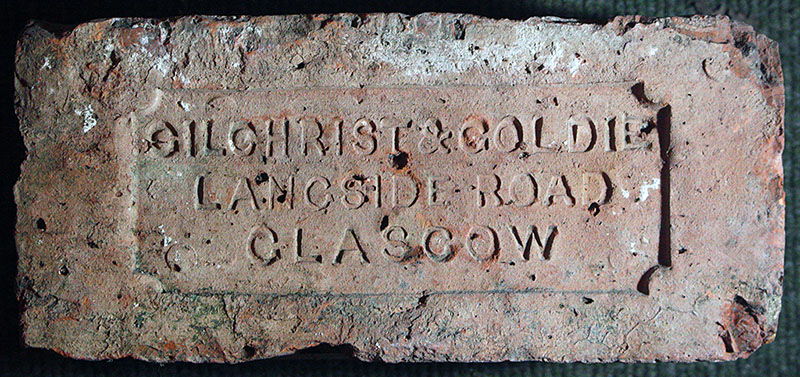 GILCHRIST & GOLDIE
LANGSIDE ROAD
GLASGOW